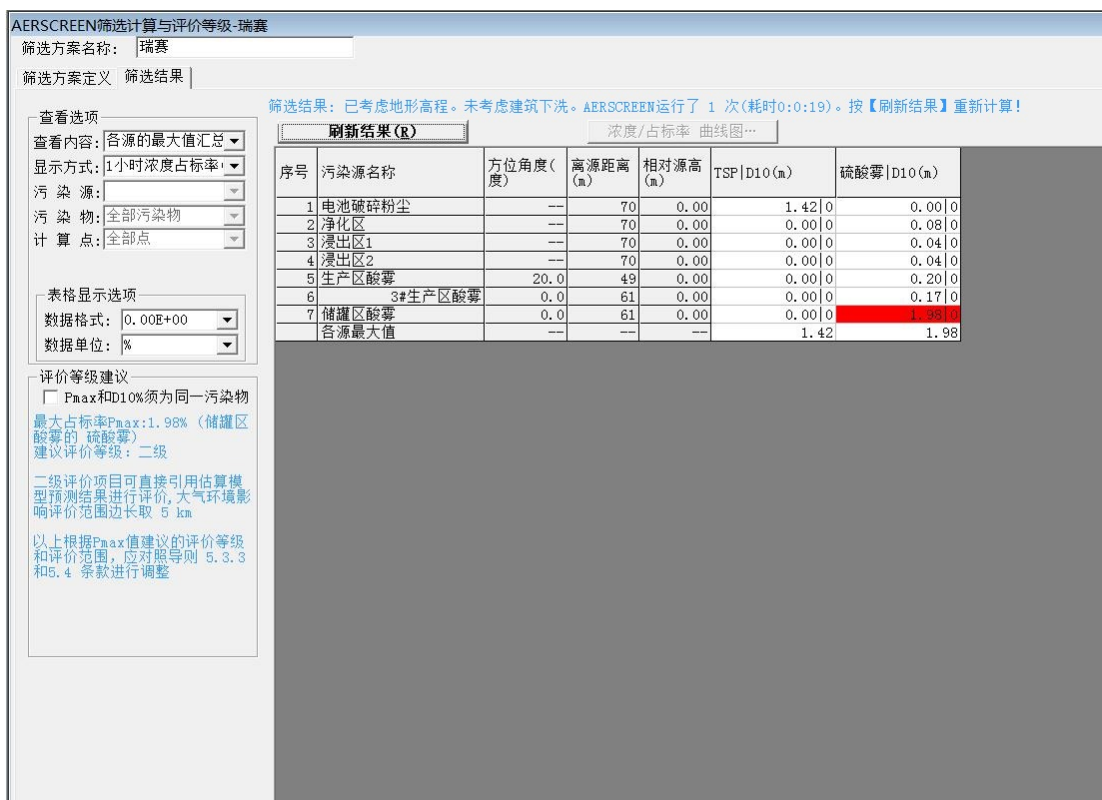 AERSCREEN筛选计算与评价等级-瑞赛
筛选方案名称: 瑞赛
筛选方案定义 筛选结果
筛选结果: 已考虑地形高程。未考虑建筑下洗。AERSCREEN运行了 1 次(耗时0:0:19)。按【刷新结果】重新计算!
查看选项
查看内容: 各源的最大值汇总
显示方式: 1小时浓度占标率
污 染 源:
污 染 物: 全部污染物
计 算 点: 全部点
表格显示选项
数据格式: 0.00E+00
数据单位: %
评价等级建议
Pmax和D10%须为同一污染物
最大占标率Pmax:1.98% (储罐区
酸雾的 硫酸雾)
建议评价等级: 二级
二级评价项目可直接引用估算模
型预测结果进行评价,大气环境影
响评价范围边长取 5 km
以上根据Pmax值建议的评价等级
和评价范围, 应对照导则 5.3.3
和5.4 条款进行调整
刷新结果(R) 浓度/占标率 曲线图…
序号 污染源名称 方位角度(度) 离源距离(m) 相对源高(m) TSP|D10(m) 硫酸雾|D10(m)
1 电池破碎粉尘 -- 70 0.00 1.42|0 0.00|0
2 净化区 -- 70 0.00 0.00|0 0.08|0
3 浸出区1 -- 70 0.00 0.00|0 0.04|0
4 浸出区2 -- 70 0.00 0.00|0 0.04|0
5 生产区酸雾 20.0 49 0.00 0.00|0 0.20|0
6 3#生产区酸雾 0.0 61 0.00 0.00|0 0.17|0
7 储罐区酸雾 0.0 61 0.00 0.00|0 1.98|0
各源最大值 -- -- -- 1.42 1.98